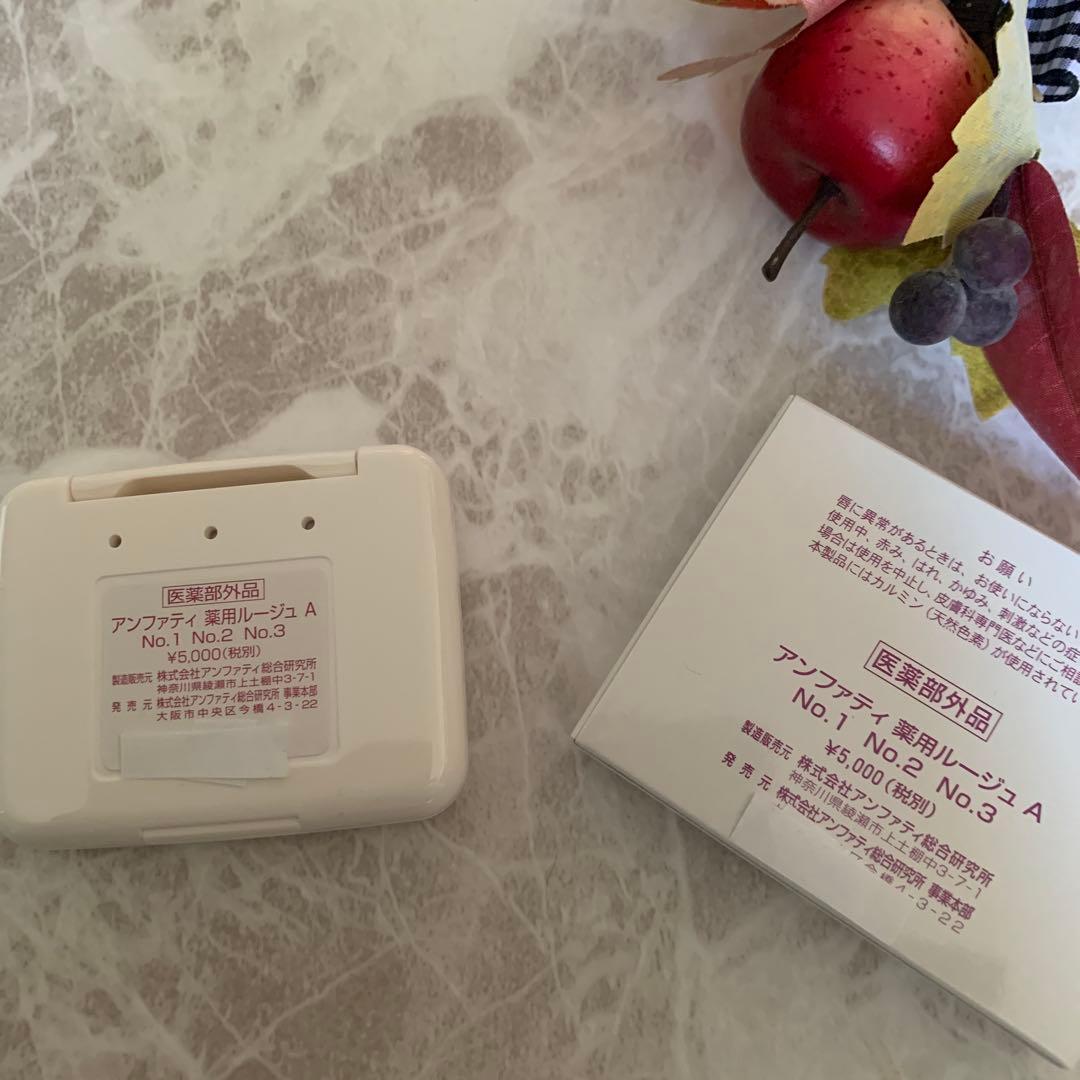 医薬部外品
アンファティ 薬用ルージュ A
No.1 No.2 No.3
¥5,000(税別)
製造販売元 株式会社アンファティ総合研究所
神奈川県綾瀬市上土棚中3-7-1
発売元 株式会社アンファティ総合研究所 事業本部
大阪市中央区今橋4-3-22
お願い
唇に異常があるときは、お使いにならない
使用中、赤み、はれ、かゆみ、刺激などの症
場合は使用を中止し、皮膚科専門医などにご相談
本製品にはカルミン(天然色素)が使用されてい
医薬部外品
アンファティ 薬用ルージュ A
No.1 No.2 No.3
¥5,000(税別)
製造販売元 株式会社アンファティ総合研究所
神奈川県綾瀬市上土棚中3-7-1
発売元 株式会社アンファティ総合研究所 事業本部
今橋4-3-22